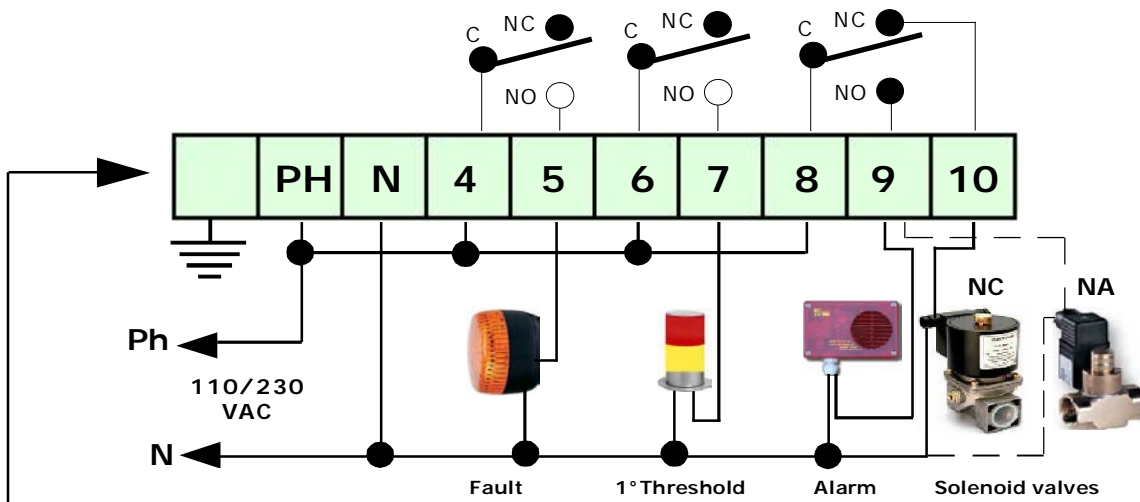 C NC C NC C NC
NO NO NO
PH N 4 5 6 7 8 9 10
NC NA
Ph
110/230
VAC
N
Fault 1°Threshold Alarm Solenoid valves